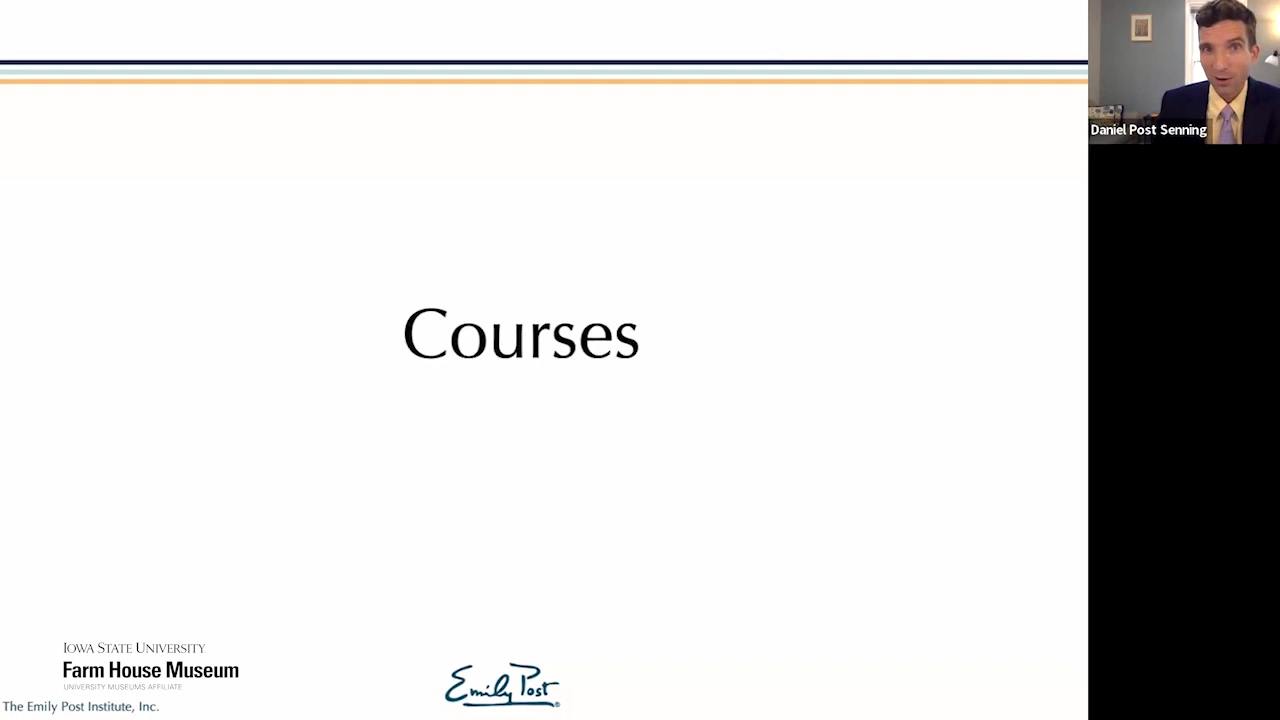 Daniel Post Senning
Courses
IOWA STATE UNIVERSITY
Farm House Museum
UNIVERSITY MUSEUMS AFFILIATE
Emily Post®
The Emily Post Institute, Inc.